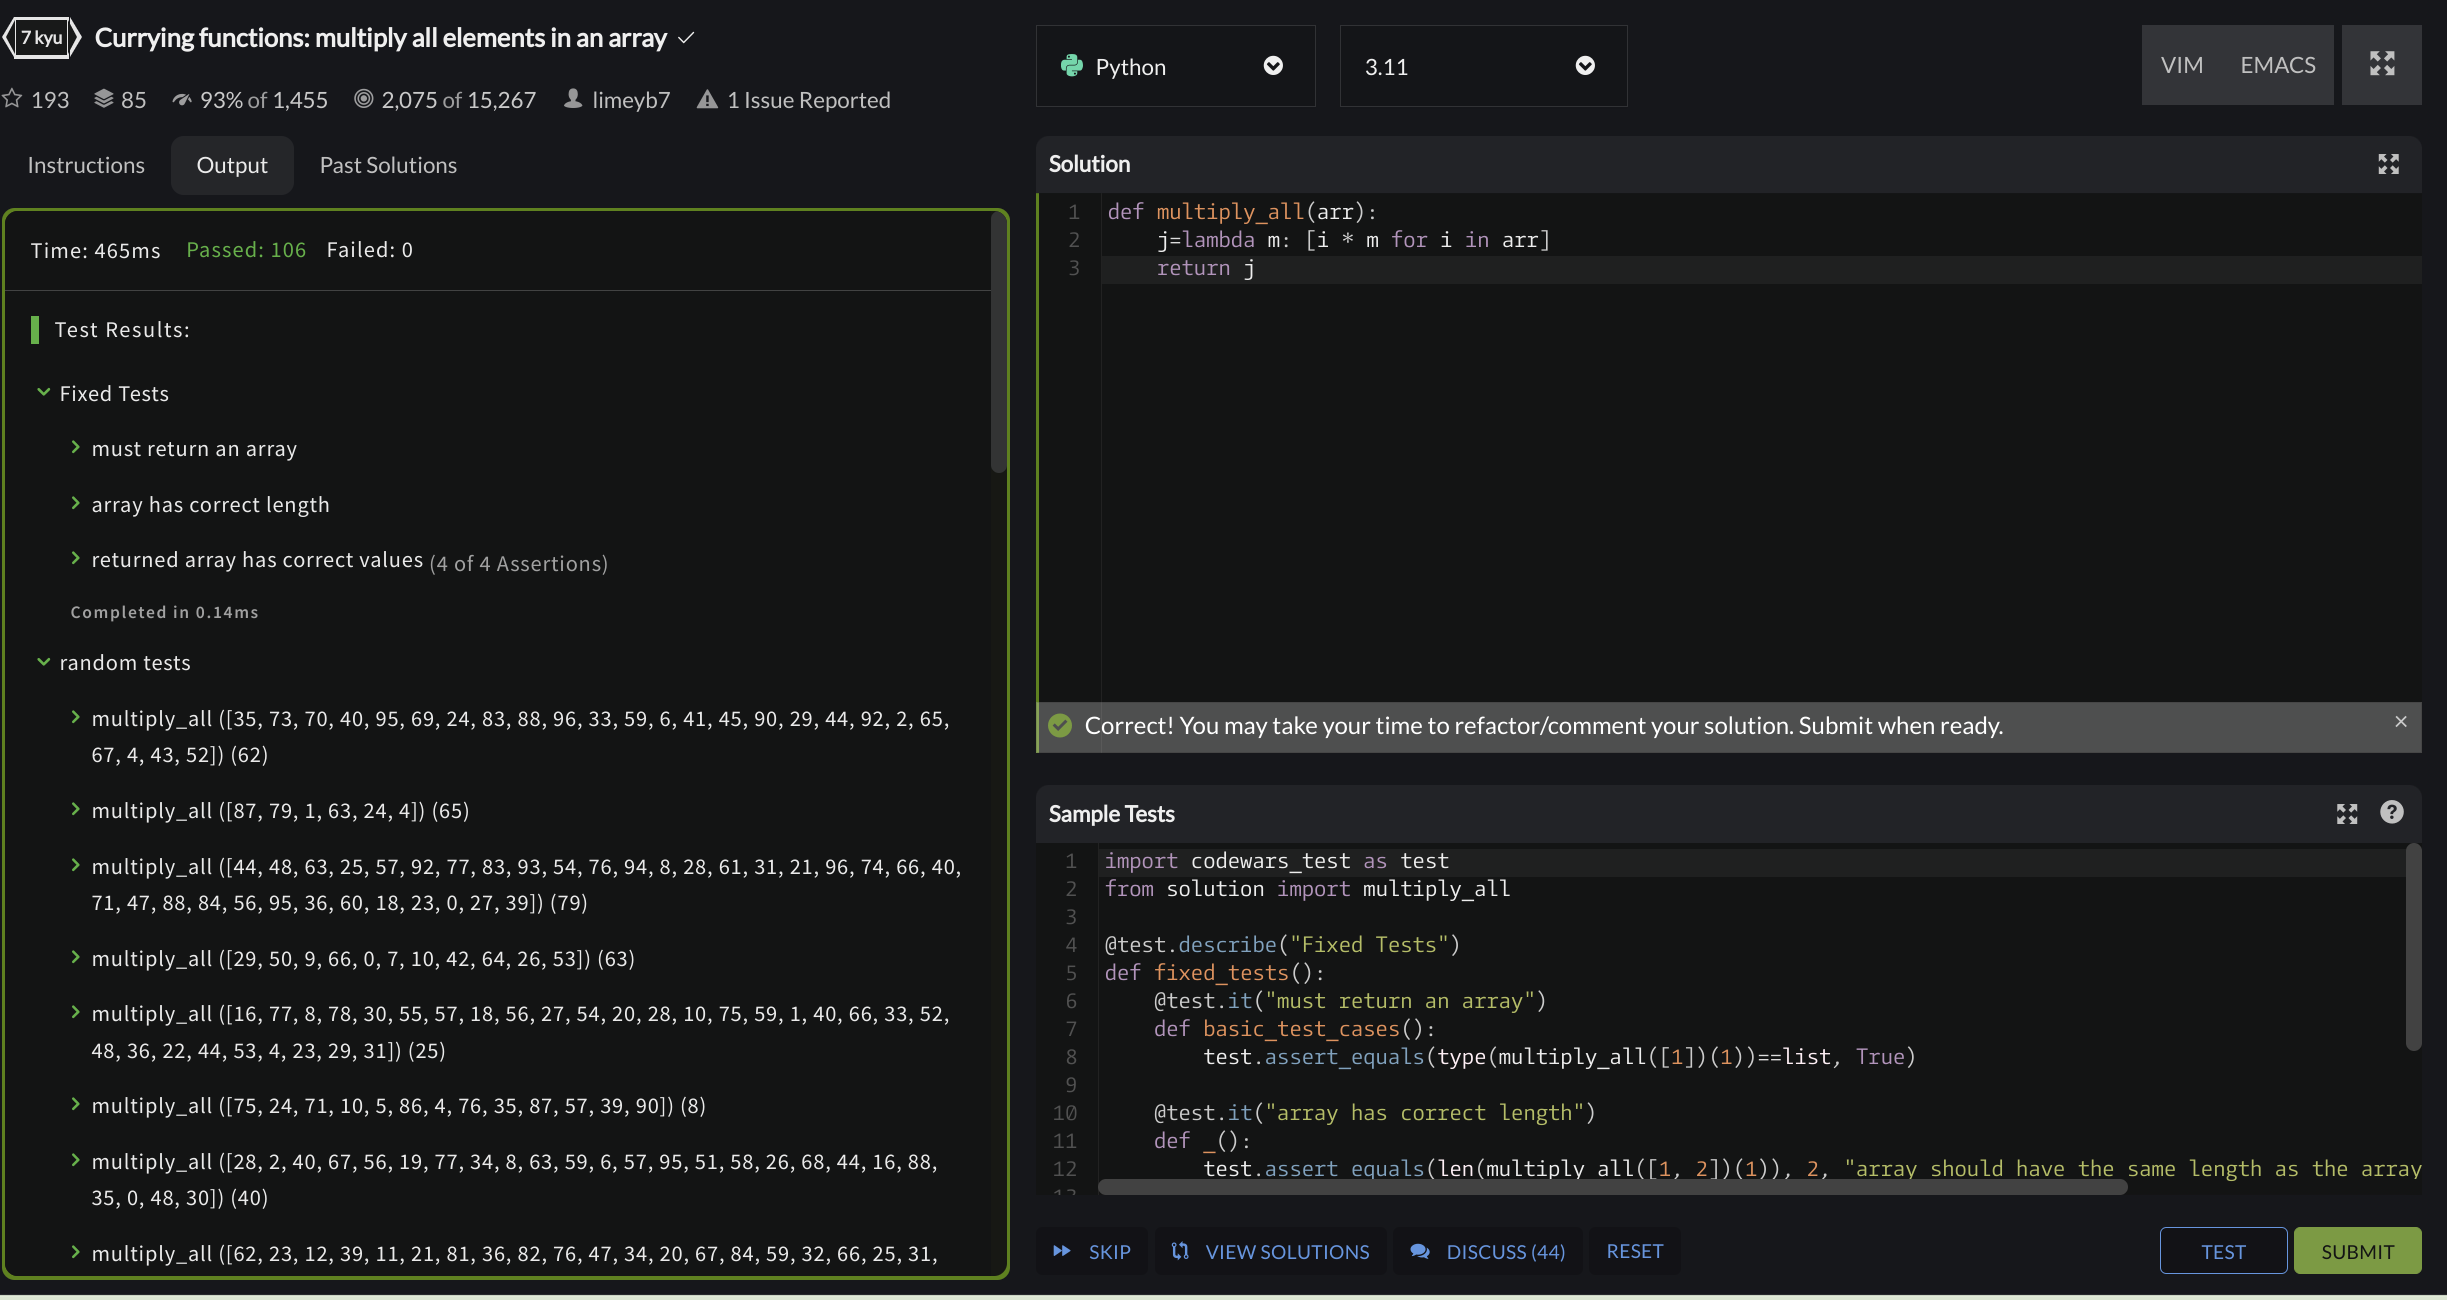 7 kyu
Currying functions: multiply all elements in an array
193 85 93% of 1,455 2,075 of 15,267 limeyb7 1 Issue Reported
Instructions Output Past Solutions
Time: 465ms Passed: 106 Failed: 0
Test Results:
Fixed Tests
must return an array
array has correct length
returned array has correct values (4 of 4 Assertions)
Completed in 0.14ms
random tests
multiply_all ([35, 73, 70, 40, 95, 69, 24, 83, 88, 96, 33, 59, 6, 41, 45, 90, 29, 44, 92, 2, 65,
67, 4, 43, 52]) (62)
multiply_all ([87, 79, 1, 63, 24, 4]) (65)
multiply_all ([44, 48, 63, 25, 57, 92, 77, 83, 93, 54, 76, 94, 8, 28, 61, 31, 21, 96, 74, 66, 40,
71, 47, 88, 84, 56, 95, 36, 60, 18, 23, 0, 27, 39]) (79)
multiply_all ([29, 50, 9, 66, 0, 7, 10, 42, 64, 26, 53]) (63)
multiply_all ([16, 77, 8, 78, 30, 55, 57, 18, 56, 27, 54, 20, 28, 10, 75, 59, 1, 40, 66, 33, 52,
48, 36, 22, 44, 53, 4, 23, 29, 31]) (25)
multiply_all ([75, 24, 71, 10, 5, 86, 4, 76, 35, 87, 57, 39, 90]) (8)
multiply_all ([28, 2, 40, 67, 56, 19, 77, 34, 8, 63, 59, 6, 57, 95, 51, 58, 26, 68, 44, 16, 88,
35, 0, 48, 30]) (40)
multiply_all ([62, 23, 12, 39, 11, 21, 81, 36, 82, 76, 47, 34, 20, 67, 84, 59, 32, 66, 25, 31,
Python 3.11 VIM EMACS
Solution
1 def multiply_all(arr):
2     j=lambda m: [i * m for i in arr]
3     return j
Correct! You may take your time to refactor/comment your solution. Submit when ready.
Sample Tests
1 import codewars_test as test
2 from solution import multiply_all
3
4 @test.describe("Fixed Tests")
5 def fixed_tests():
6     @test.it("must return an array")
7     def basic_test_cases():
8         test.assert_equals(type(multiply_all([1])(1))==list, True)
9
10     @test.it("array has correct length")
11     def _():
12         test.assert_equals(len(multiply_all([1, 2])(1)), 2, "array should have the same length as the array
13
SKIP VIEW SOLUTIONS DISCUSS (44) RESET TEST SUBMIT